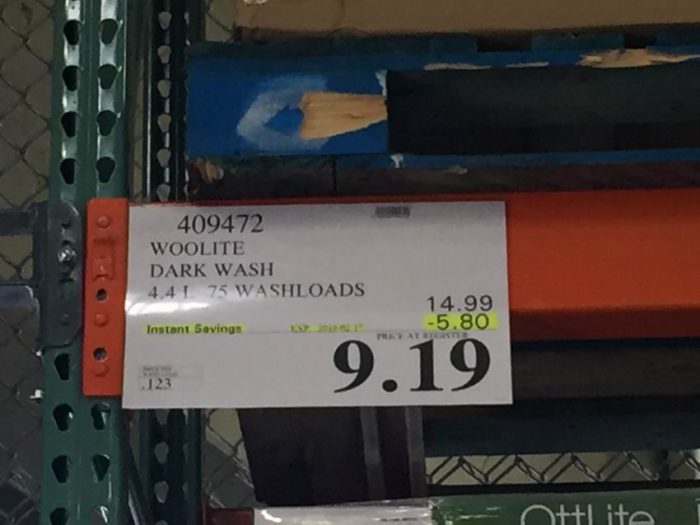 409472
WOOLITE
DARK WASH
4.4 L 75 WASHLOADS
14.99
Instant Savings EXP. -5.80
PRICE AT REGISTER
9.19
.123
OttLite